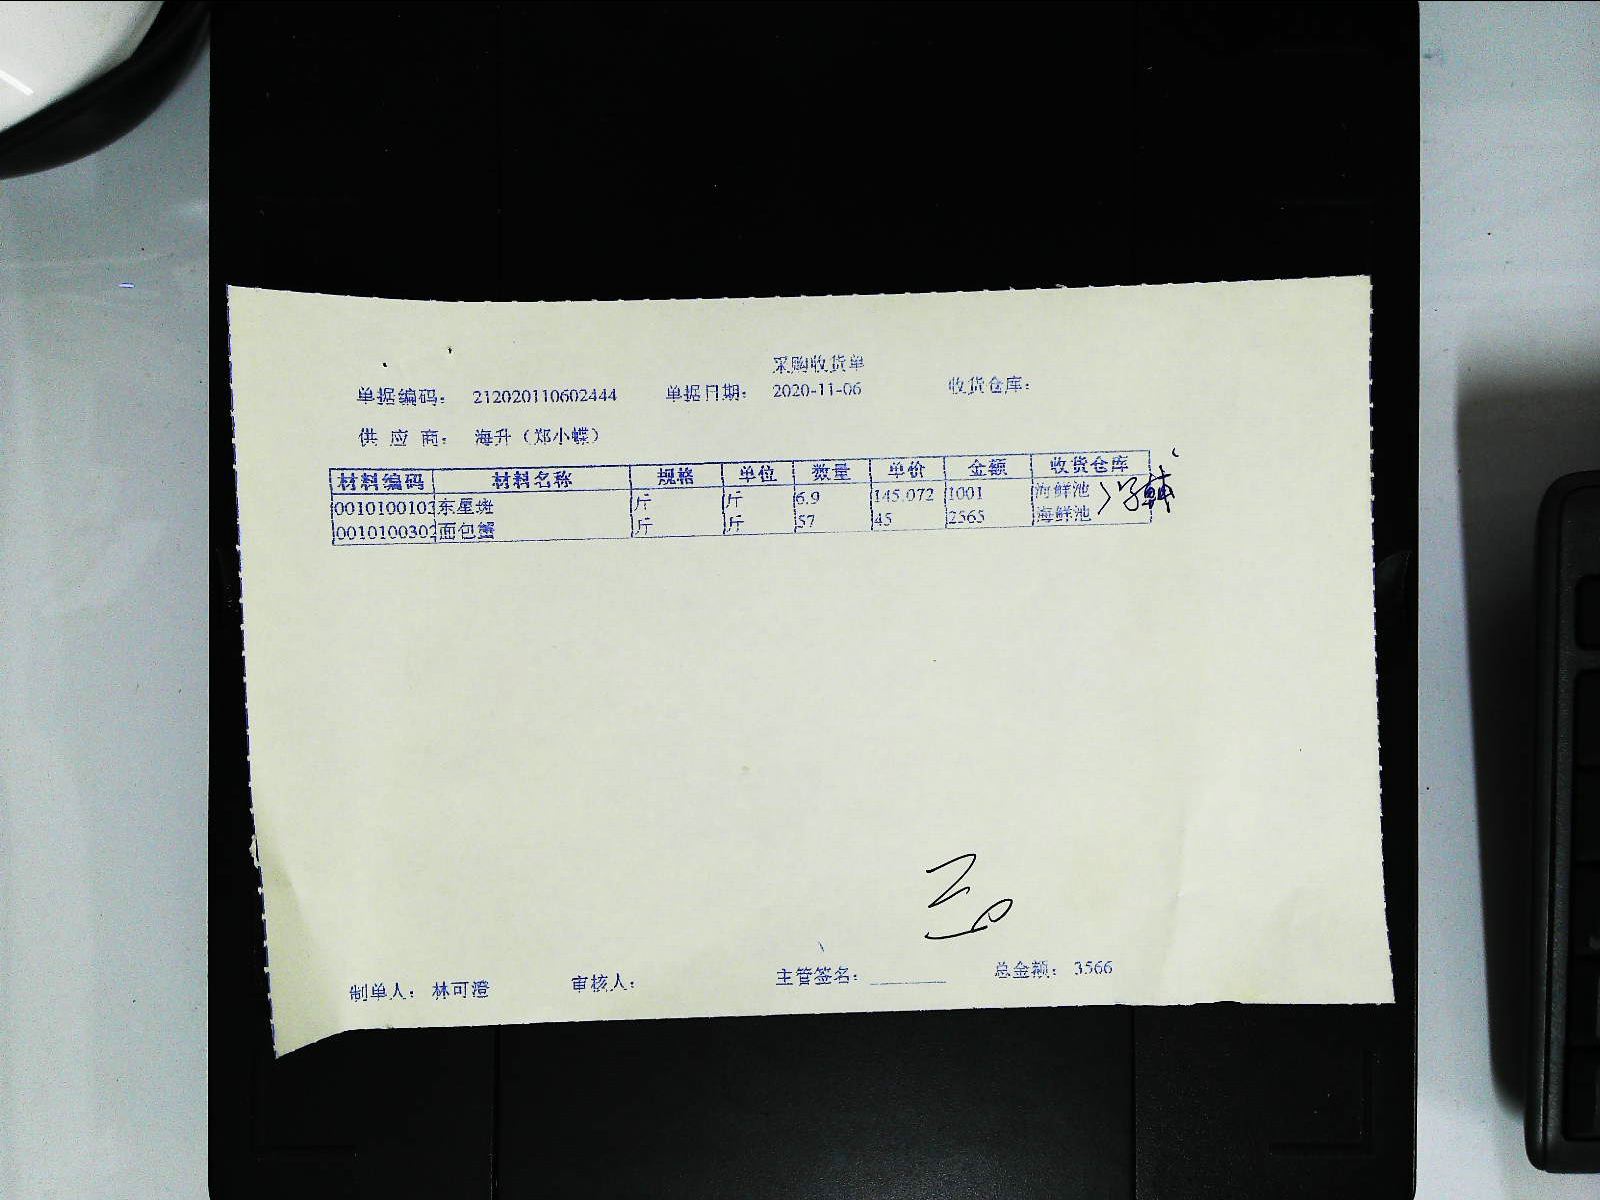 采购收货单
单据编码： 212020110602444 单据日期： 2020-11-06 收货仓库：
供 应 商： 海升（郑小蝶）
材料编码 材料名称 规格 单位 数量 单价 金额 收货仓库
0010100103 东星斑 斤 斤 6.9 145.072 1001 海鲜池
0010100302 面包蟹 斤 斤 57 45 2565 海鲜池
制单人： 林可澄 审核人： 主管签名：________ 总金额： 3566